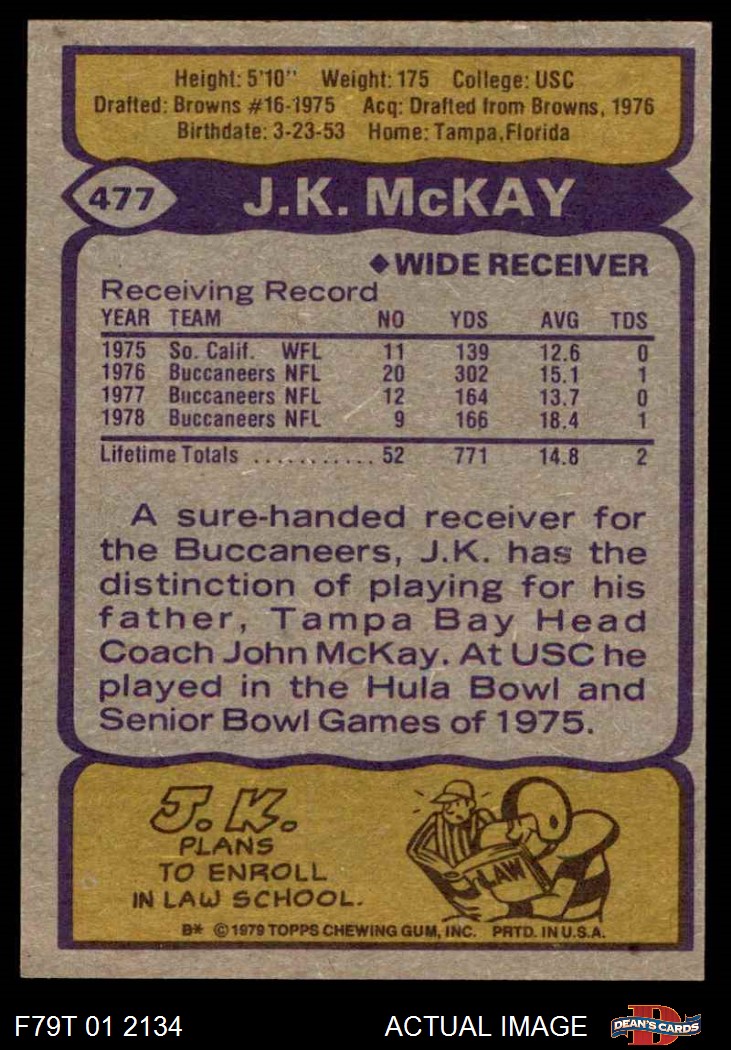 Height: 5'10" Weight: 175 College: USC
Drafted: Browns #16-1975 Acq: Drafted from Browns, 1976
Birthdate: 3-23-53 Home: Tampa, Florida
477 J.K. McKAY
◆WIDE RECEIVER
Receiving Record
YEAR TEAM NO YDS AVG TDS
1975 So. Calif. WFL 11 139 12.6 0
1976 Buccaneers NFL 20 302 15.1 1
1977 Buccaneers NFL 12 164 13.7 0
1978 Buccaneers NFL 9 166 18.4 1
Lifetime Totals ........... 52 771 14.8 2
A sure-handed receiver for
the Buccaneers, J.K. has the
distinction of playing for his
father, Tampa Bay Head
Coach John McKay. At USC he
played in the Hula Bowl and
Senior Bowl Games of 1975.
J.K.
PLANS
TO ENROLL
IN LAW SCHOOL.
LAW
B* ©1979 TOPPS CHEWING GUM, INC. PRTD. IN U.S.A.
F79T 01 2134 ACTUAL IMAGE D DEAN'S CARDS